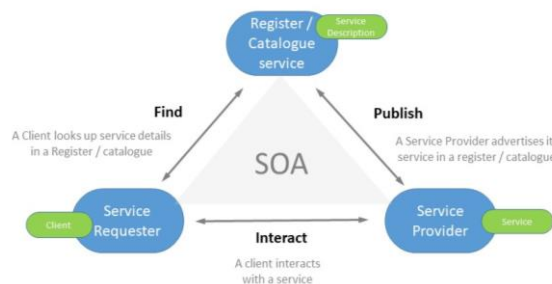 Register /
Catalogue
service
Service
Description
Find
Publish
A Client looks up service details
in a Register / catalogue
A Service Provider advertises it
service in a register / catalogue
SOA
Client
Service
Requester
Service
Provider
Service
Interact
A client interacts
with a service